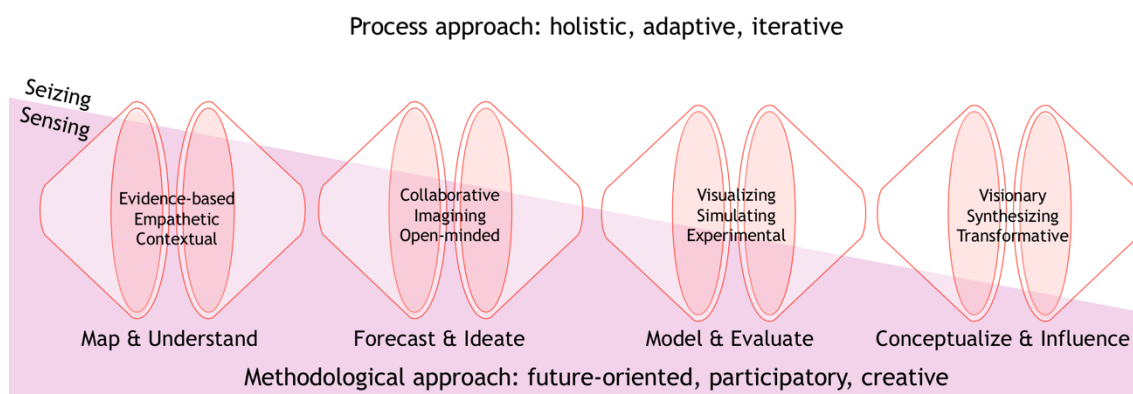 Process approach: holistic, adaptive, iterative
Seizing
Sensing
Evidence-based
Empathetic
Contextual
Collaborative
Imagining
Open-minded
Visualizing
Simulating
Experimental
Visionary
Synthesizing
Transformative
Map & Understand
Forecast & Ideate
Model & Evaluate
Conceptualize & Influence
Methodological approach: future-oriented, participatory, creative